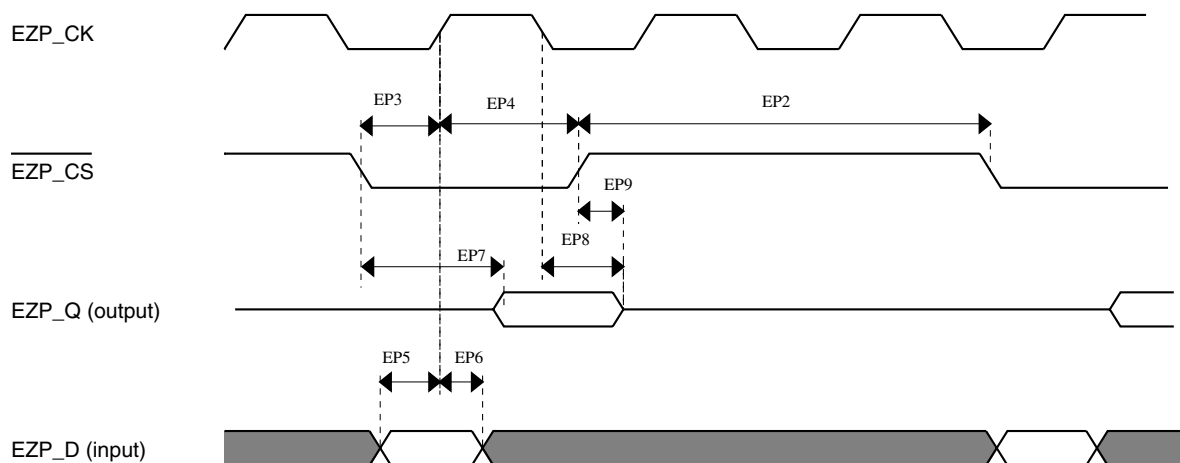 EZP_CK
EP3
EP4
EP2
EZP_CS
EP9
EP8
EP7
EZP_Q (output)
EP5
EP6
EZP_D (input)